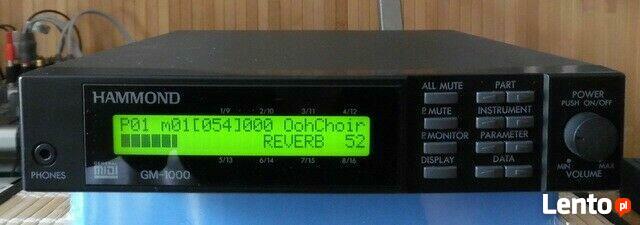 HAMMOND
1/9 2/10 3/11 4/12
P01 m01[054]000 OohChoir
REVERB 52
5/13 6/14 7/15 8/16
GENERAL
MIDI
GM-1000
PHONES
ALL MUTE
PART
P.MUTE
INSTRUMENT
P.MONITOR
PARAMETER
DISPLAY
DATA
POWER
PUSH ON/OFF
MIN MAX
VOLUME
Lento.pl